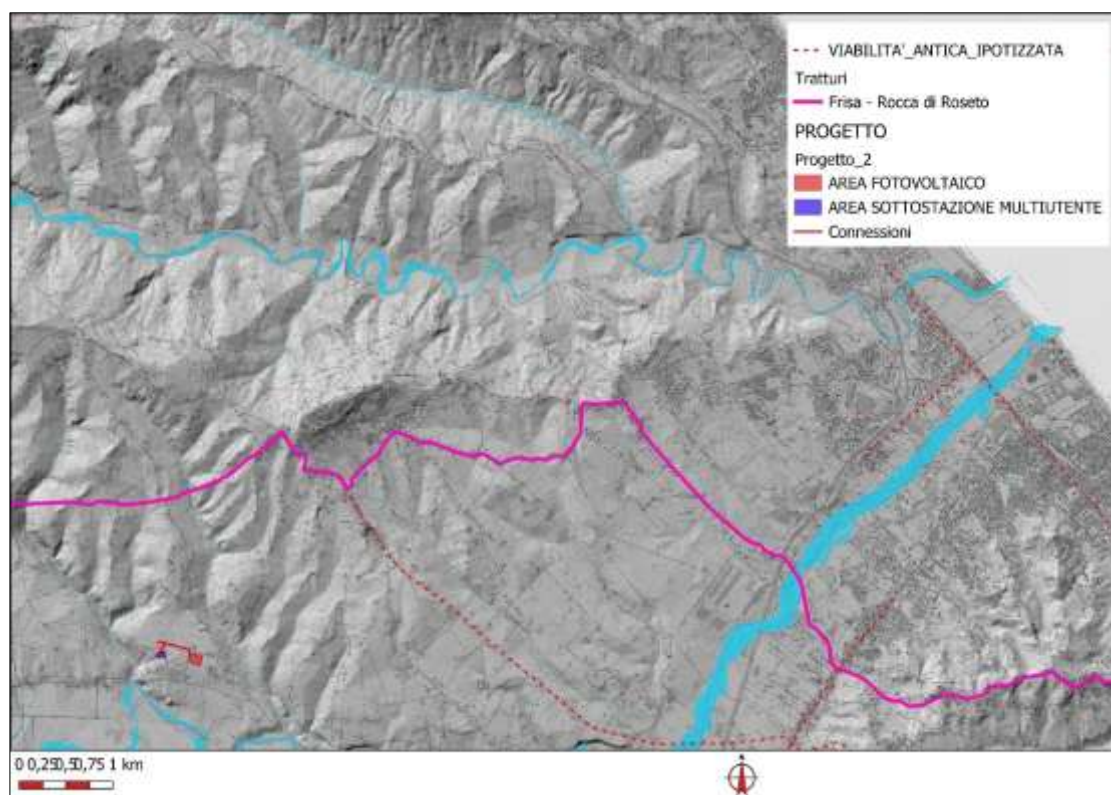 VIABILITA'_ANTICA_IPOTIZZATA
Tratturi
Frisa - Rocca di Roseto
PROGETTO
Progetto_2
AREA FOTOVOLTAICO
AREA SOTTOSTAZIONE MULTIUTENTE
Connessioni
0 0,250,50,75 1 km